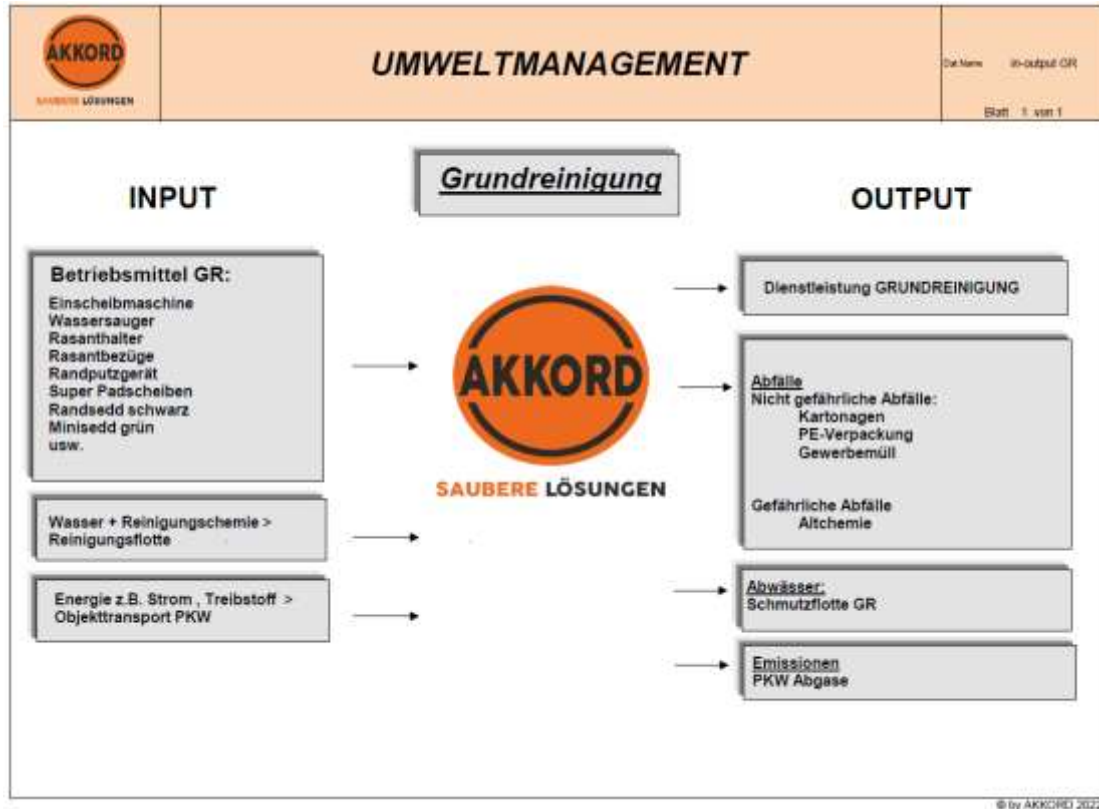 AKKORD
SAUBERE LÖSUNGEN
UMWELTMANAGEMENT
Dat.Name in-output GR
Blatt 1 von 1
INPUT
Grundreinigung
OUTPUT
Betriebsmittel GR:
Einscheibmaschine
Wassersauger
Rasanthalter
Rasantbezüge
Randputzgerät
Super Padscheiben
Randsedd schwarz
Minisedd grün
usw.
Wasser + Reinigungschemie >
Reinigungsflotte
Energie z.B. Strom , Treibstoff >
Objekttransport PKW
AKKORD
SAUBERE LÖSUNGEN
Dienstleistung GRUNDREINIGUNG
Abfälle
Nicht gefährliche Abfälle:
Kartonagen
PE-Verpackung
Gewerbemüll
Gefährliche Abfälle
Altchemie
Abwässer:
Schmutzflotte GR
Emissionen
PKW Abgase
© by AKKORD 2022